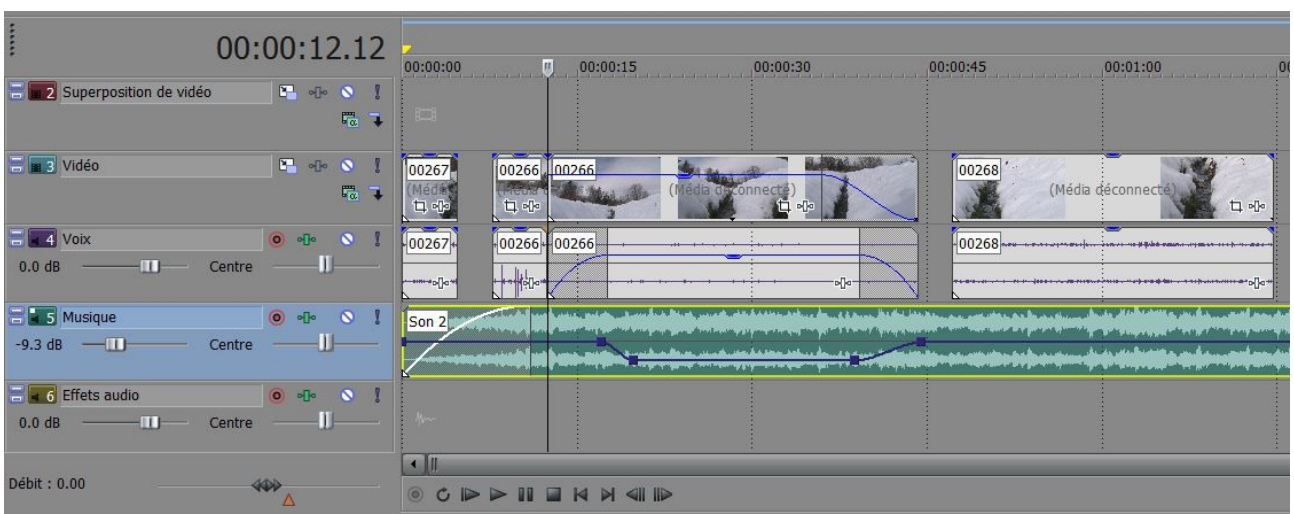 00:00:12.12
00:00:00 00:00:15 00:00:30 00:00:45 00:01:00
2 Superposition de vidéo
3 Vidéo
00267 00266 00266 00268
(Média déconnecté) (Média déconnecté)
4 Voix
00267 00266 00266 00268
0.0 dB Centre
5 Musique
Son 2
-9.3 dB Centre
6 Effets audio
0.0 dB Centre
Débit : 0.00